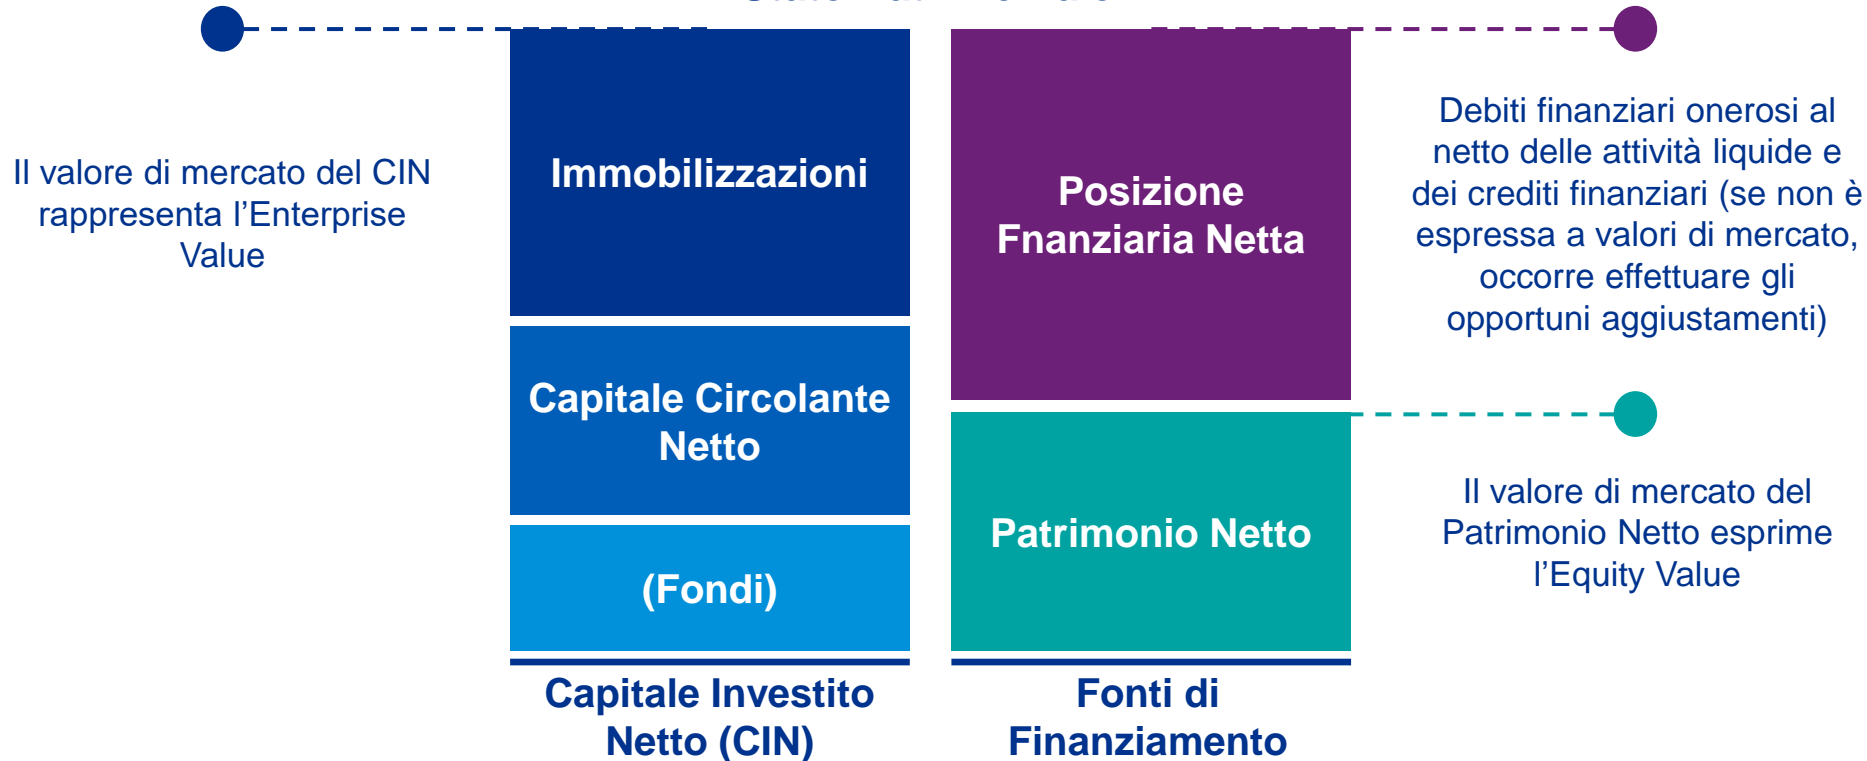 Il valore di mercato del CIN
rappresenta l’Enterprise
Value
Immobilizzazioni
Capitale Circolante
Netto
(Fondi)
Capitale Investito
Netto (CIN)
Posizione
Fnanziaria Netta
Patrimonio Netto
Fonti di
Finanziamento
Debiti finanziari onerosi al
netto delle attività liquide e
dei crediti finanziari (se non è
espressa a valori di mercato,
occorre effettuare gli
opportuni aggiustamenti)
Il valore di mercato del
Patrimonio Netto esprime
l’Equity Value